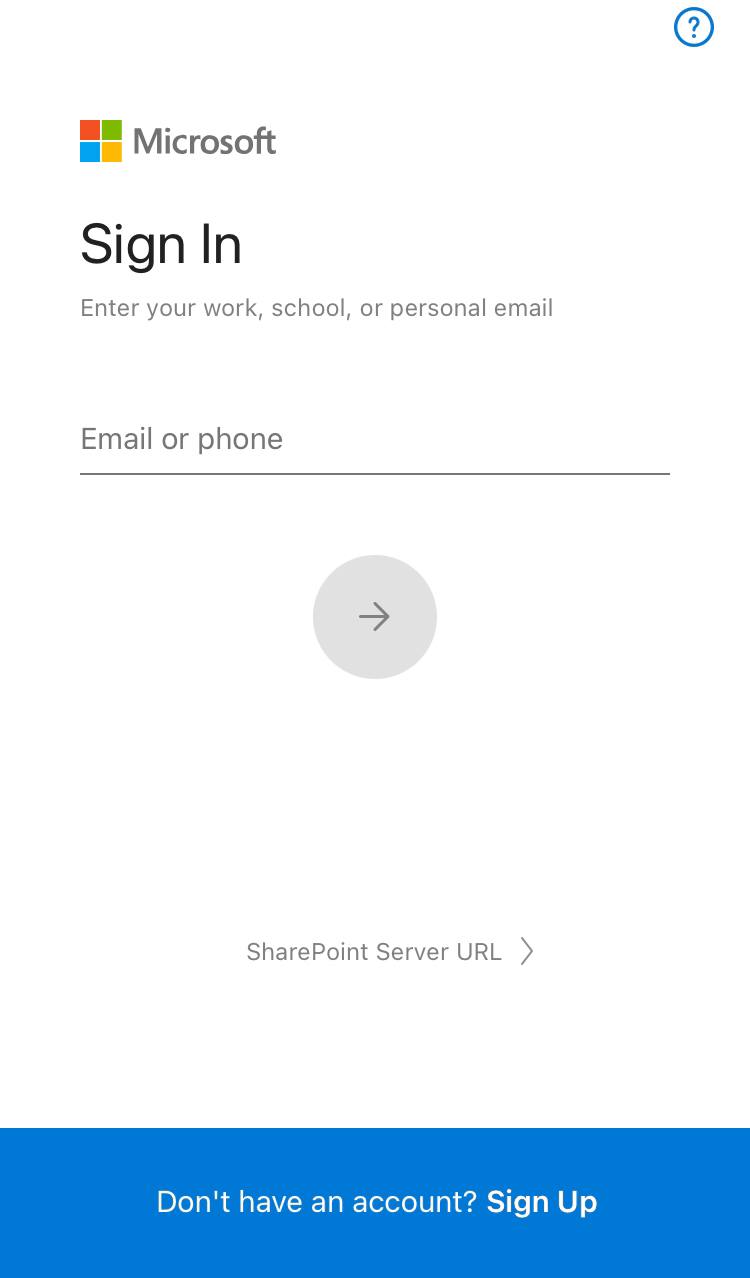 ?
Microsoft
Sign In
Enter your work, school, or personal email
Email or phone
SharePoint Server URL
Don't have an account? Sign Up